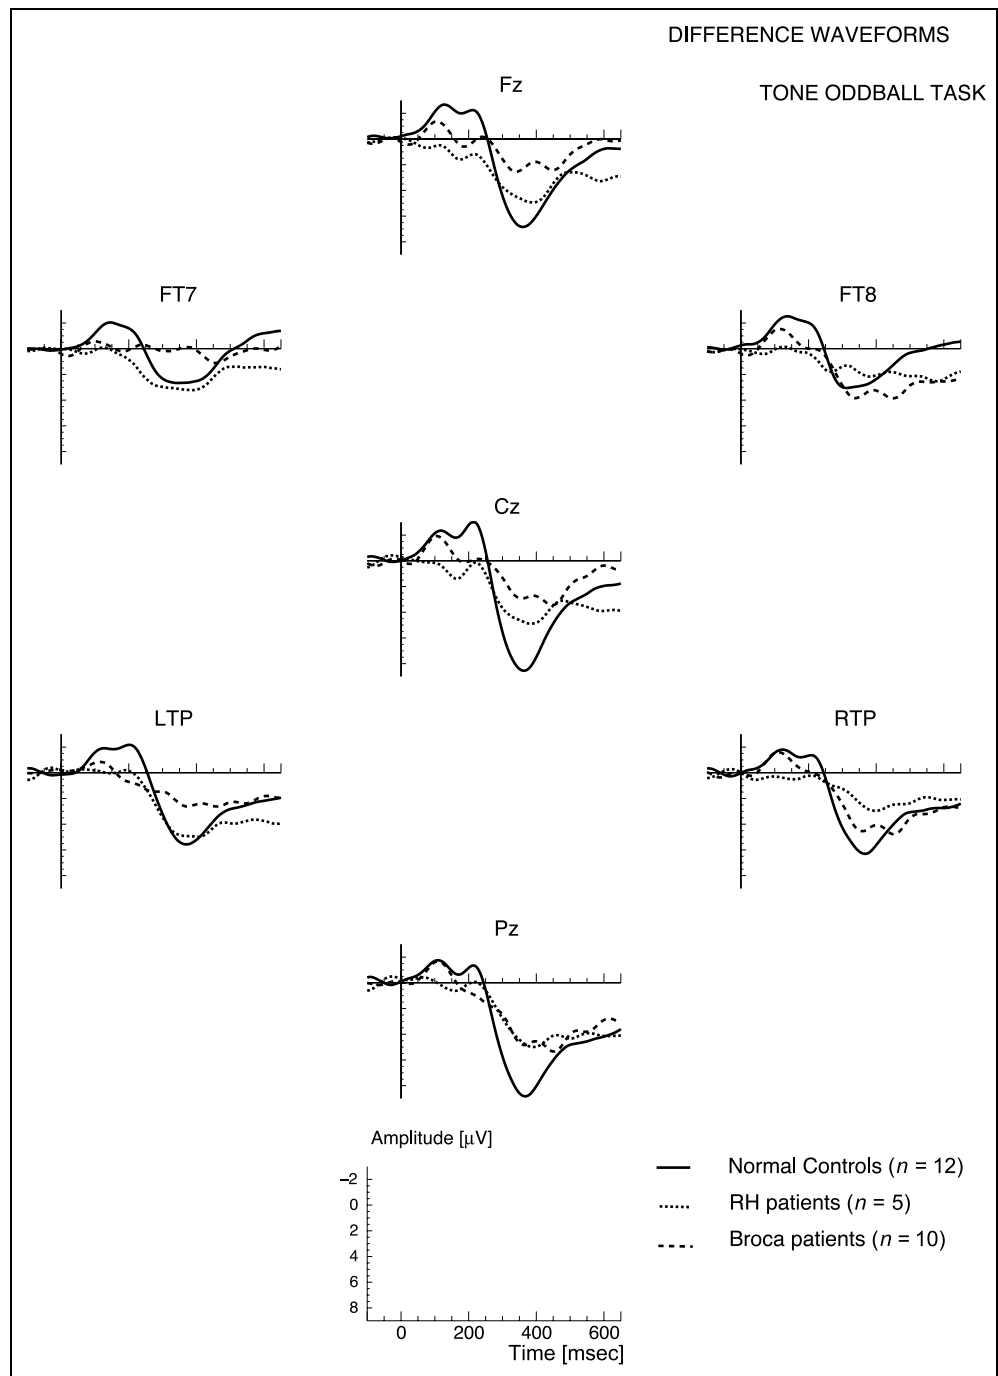 DIFFERENCE WAVEFORMS
Fz
TONE ODDBALL TASK
FT7
FT8
Cz
LTP
RTP
Pz
Amplitude [μV]
–2
0
2
4
6
8
0 200 400 600
Time [msec]
Normal Controls (n = 12)
RH patients (n = 5)
Broca patients (n = 10)